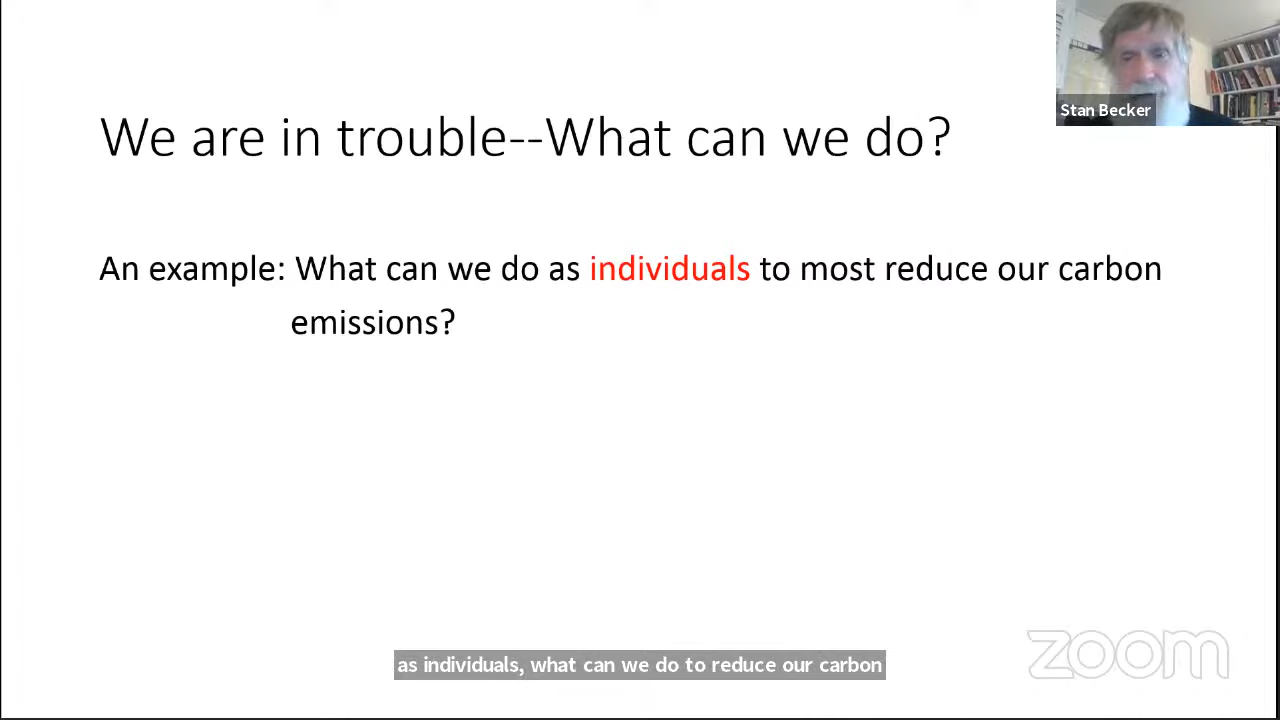 Stan Becker
We are in trouble--What can we do?
An example: What can we do as individuals to most reduce our carbon
emissions?
as individuals, what can we do to reduce our carbon
zoom